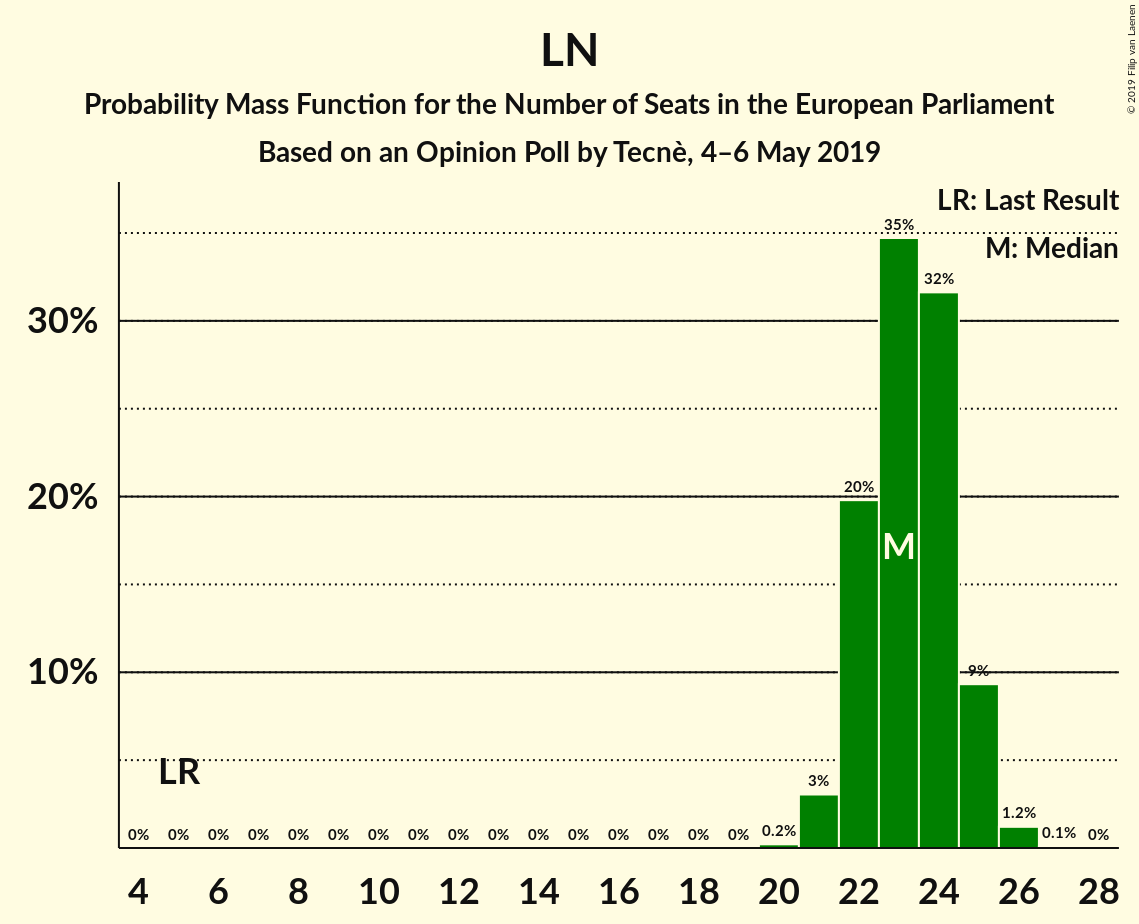 LN
Probability Mass Function for the Number of Seats in the European Parliament
Based on an Opinion Poll by Tecnè, 4–6 May 2019
© 2019 Filip van Laenen
LR: Last Result
M: Median
35%
32%
30%
20%
20%
M
9%
10%
LR
3%
0% 0% 0% 0% 0% 0% 0% 0% 0% 0% 0% 0% 0% 0% 0% 0% 0.2% 1.2% 0.1% 0%
4 6 8 10 12 14 16 18 20 22 24 26 28